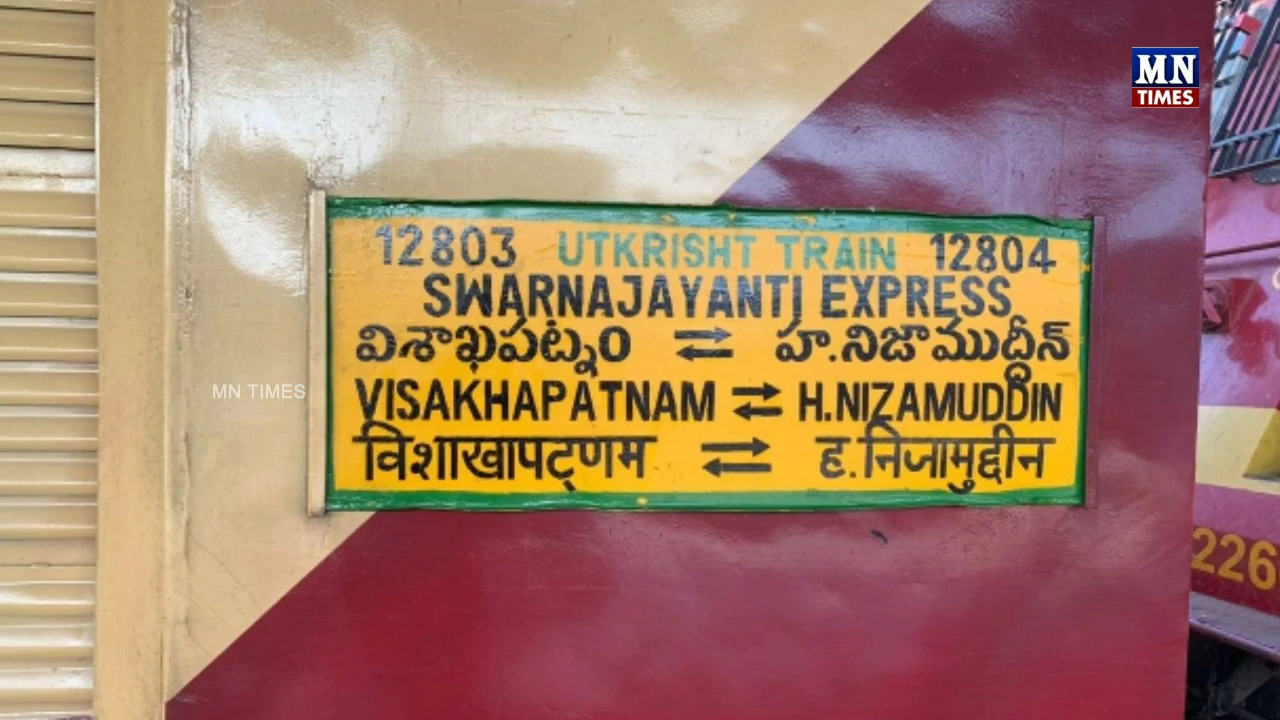 MN
TIMES
12803 UTKRISHT TRAIN 12804
SWARNAJAYANTI EXPRESS
విశాఖపట్నం ⇄ హ.నిజాముద్దీన్
MN TIMES
VISAKHAPATNAM ⇄ H.NIZAMUDDIN
विशाखापट्णम ⇄ ह.निजामुद्दीन
226